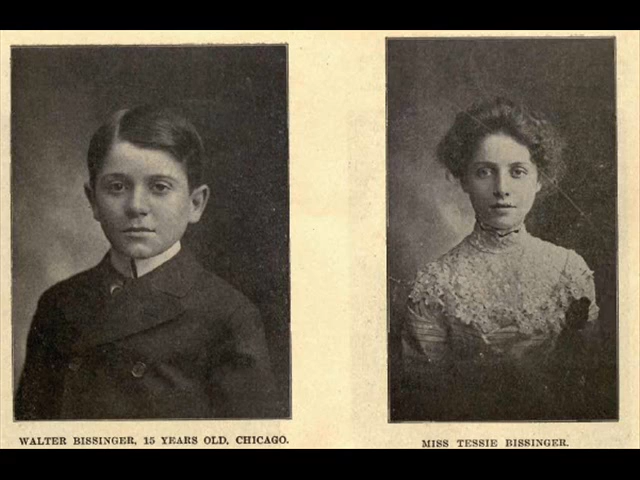 WALTER BISSINGER, 15 YEARS OLD, CHICAGO.
MISS TESSIE BISSINGER.